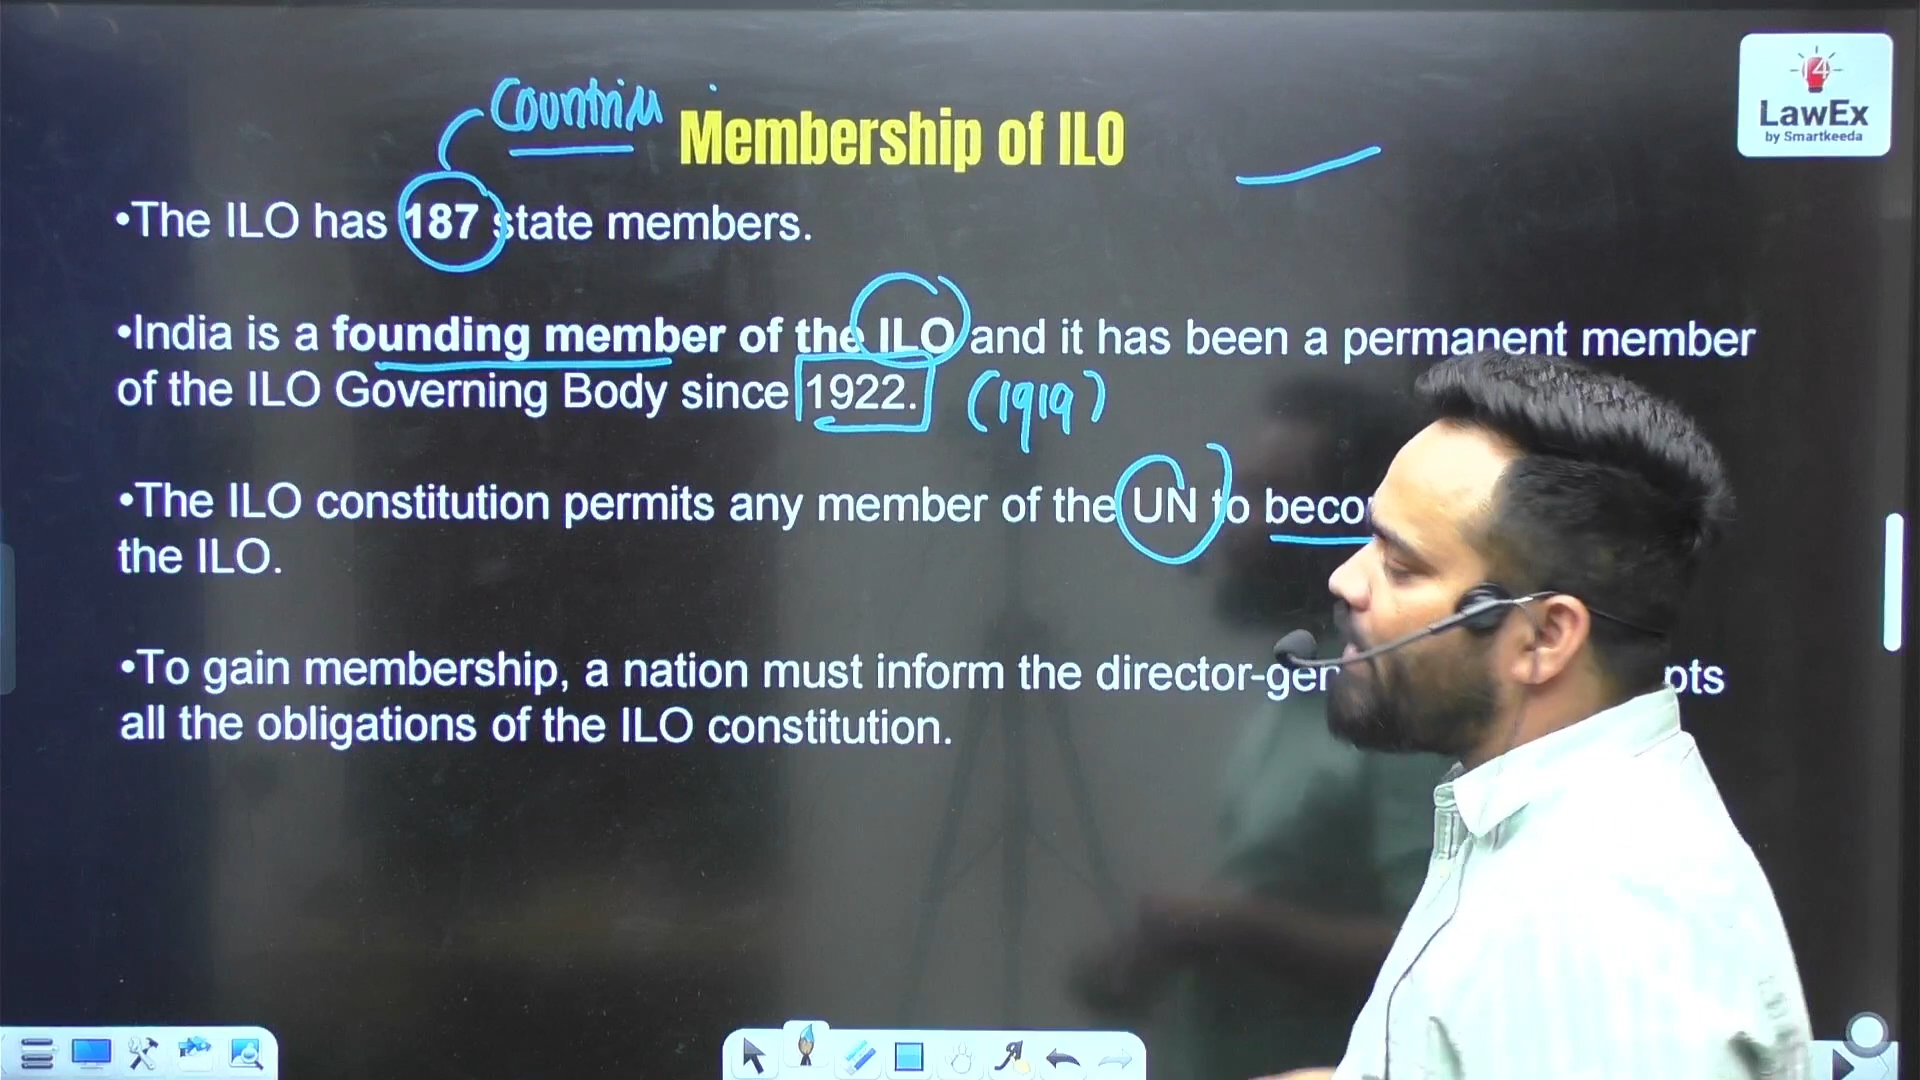 Countries
Membership of ILO
14
LawEx
by Smartkeeda
•The ILO has 187 state members.
•India is a founding member of the ILO and it has been a permanent member
of the ILO Governing Body since 1922. (1919)
•The ILO constitution permits any member of the UN to beco
the ILO.
•To gain membership, a nation must inform the director-gen pts
all the obligations of the ILO constitution.